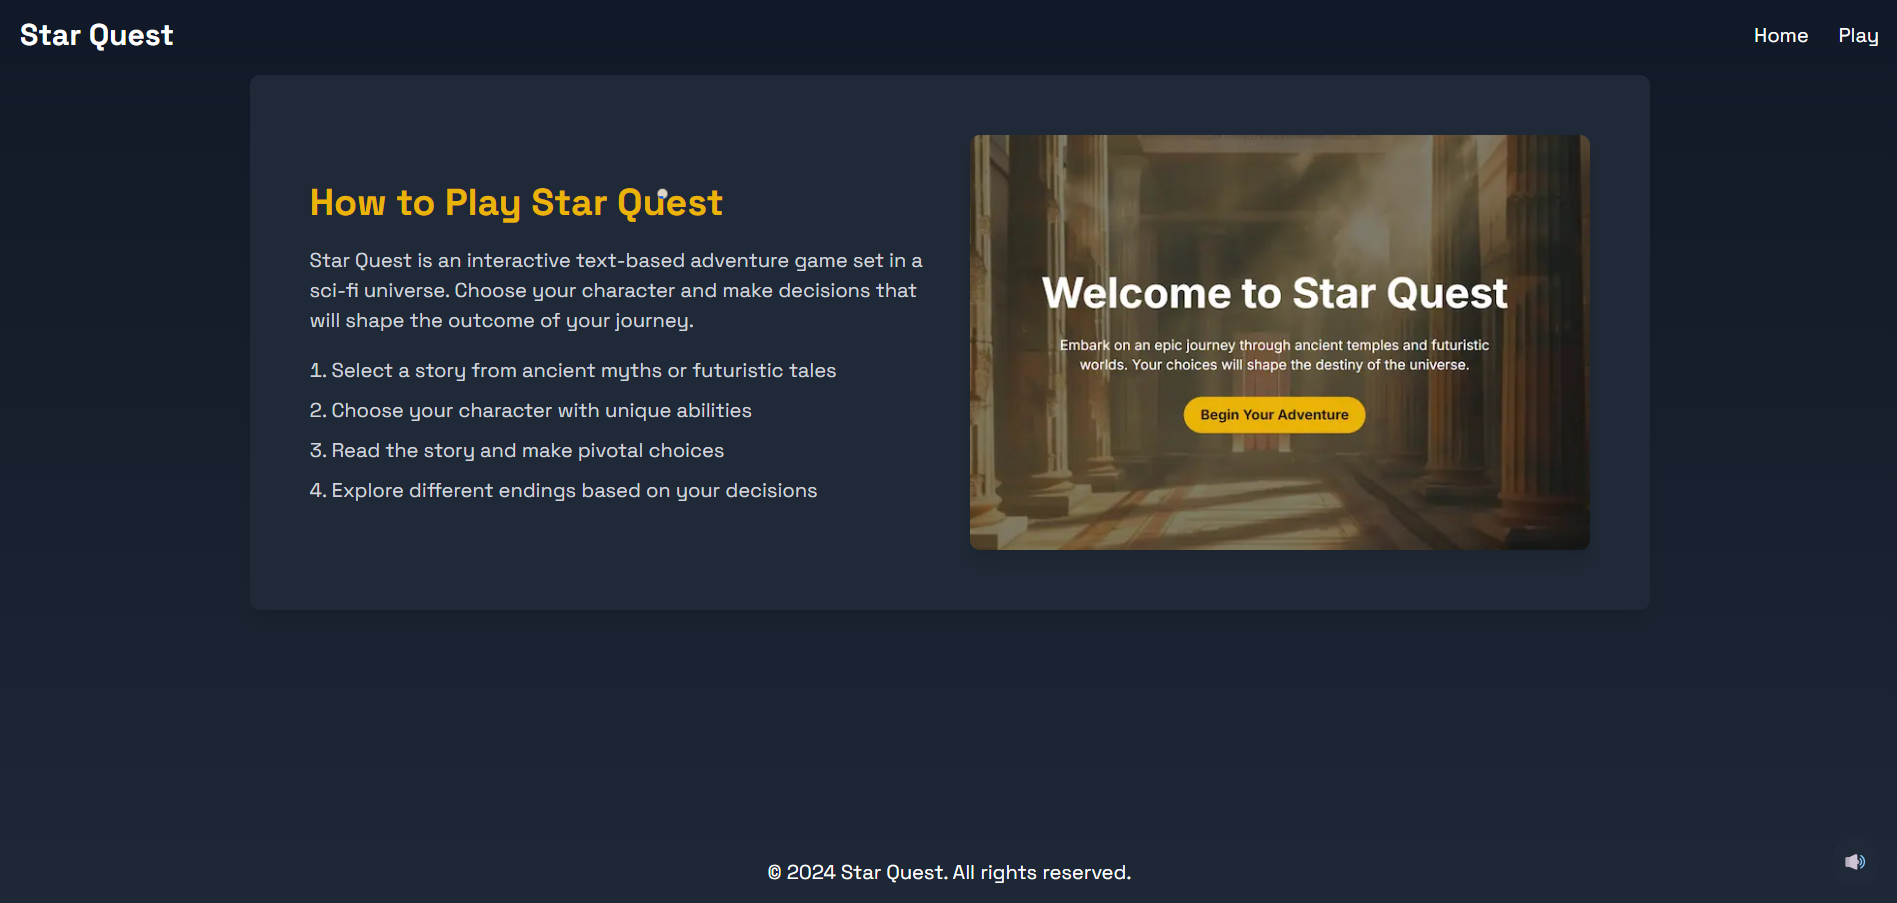 Star Quest
Home
Play
How to Play Star Quest
Star Quest is an interactive text-based adventure game set in a
sci-fi universe. Choose your character and make decisions that
will shape the outcome of your journey.
1. Select a story from ancient myths or futuristic tales
2. Choose your character with unique abilities
3. Read the story and make pivotal choices
4. Explore different endings based on your decisions
Welcome to Star Quest
Embark on an epic journey through ancient temples and futuristic
worlds. Your choices will shape the destiny of the universe.
Begin Your Adventure
© 2024 Star Quest. All rights reserved.